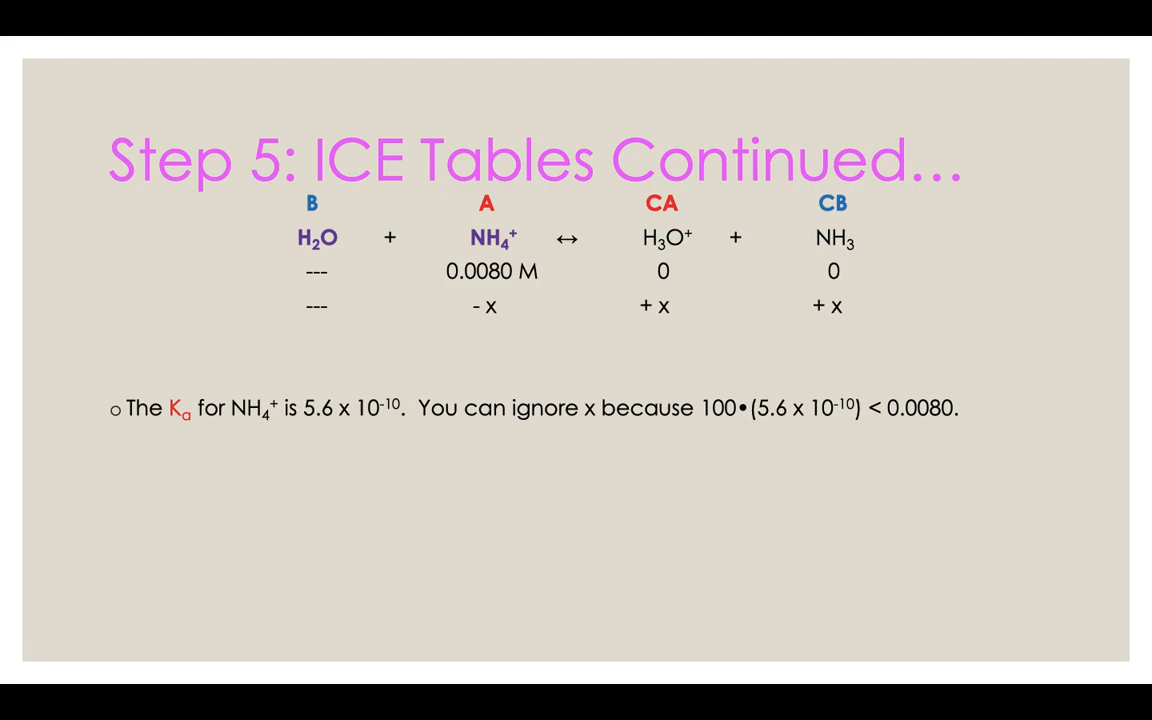 Step 5: ICE Tables Continued…
B A CA CB
H₂O + NH₄⁺ ↔ H₃O⁺ + NH₃
--- 0.0080 M 0 0
--- - x + x + x
○ The Kₐ for NH₄⁺ is 5.6 x 10⁻¹⁰. You can ignore x because 100•(5.6 x 10⁻¹⁰) < 0.0080.